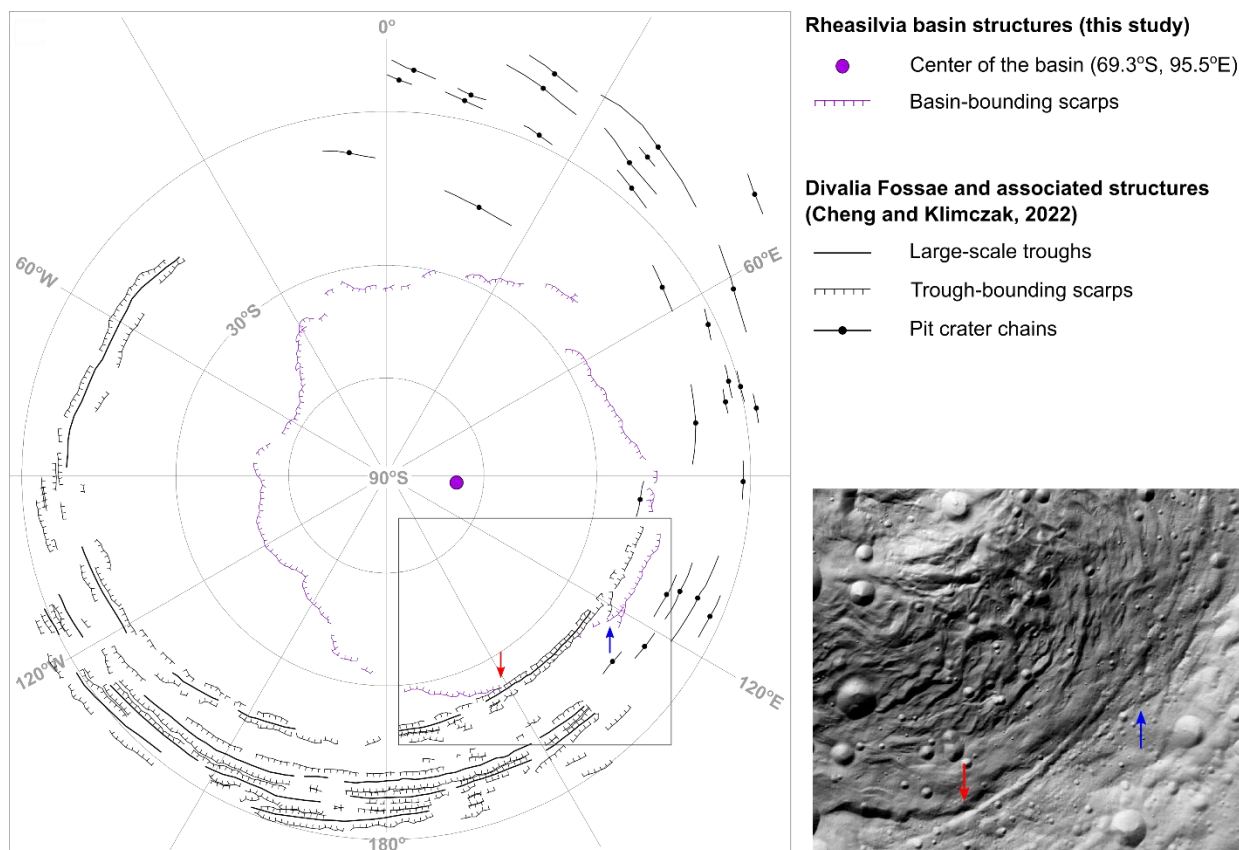 0°
60°W
30°S
60°E
90°S
120°W
120°E
180°
Rheasilvia basin structures (this study)
Center of the basin (69.3°S, 95.5°E)
Basin-bounding scarps
Divalia Fossae and associated structures
(Cheng and Klimczak, 2022)
Large-scale troughs
Trough-bounding scarps
Pit crater chains